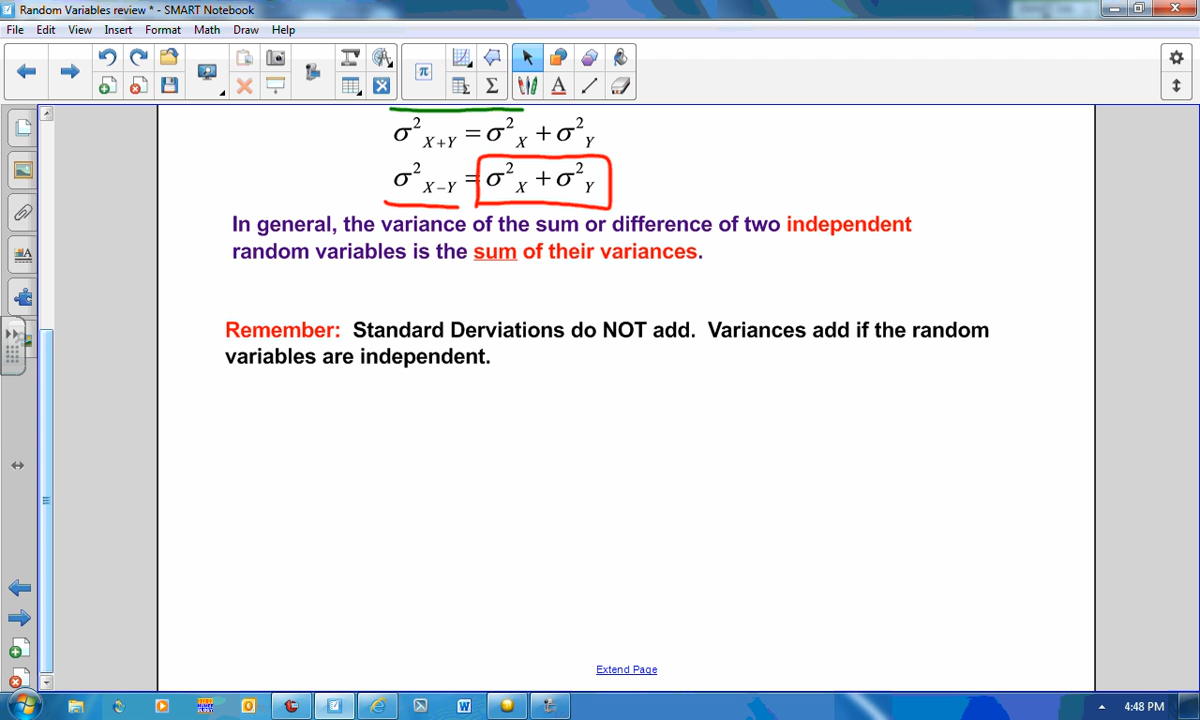 Random Variables review * - SMART Notebook
File Edit View Insert Format Math Draw Help
σ²X+Y = σ²X + σ²Y
σ²X−Y = σ²X + σ²Y
In general, the variance of the sum or difference of two independent
random variables is the sum of their variances.
Remember: Standard Derviations do NOT add. Variances add if the random
variables are independent.
Extend Page
4:48 PM